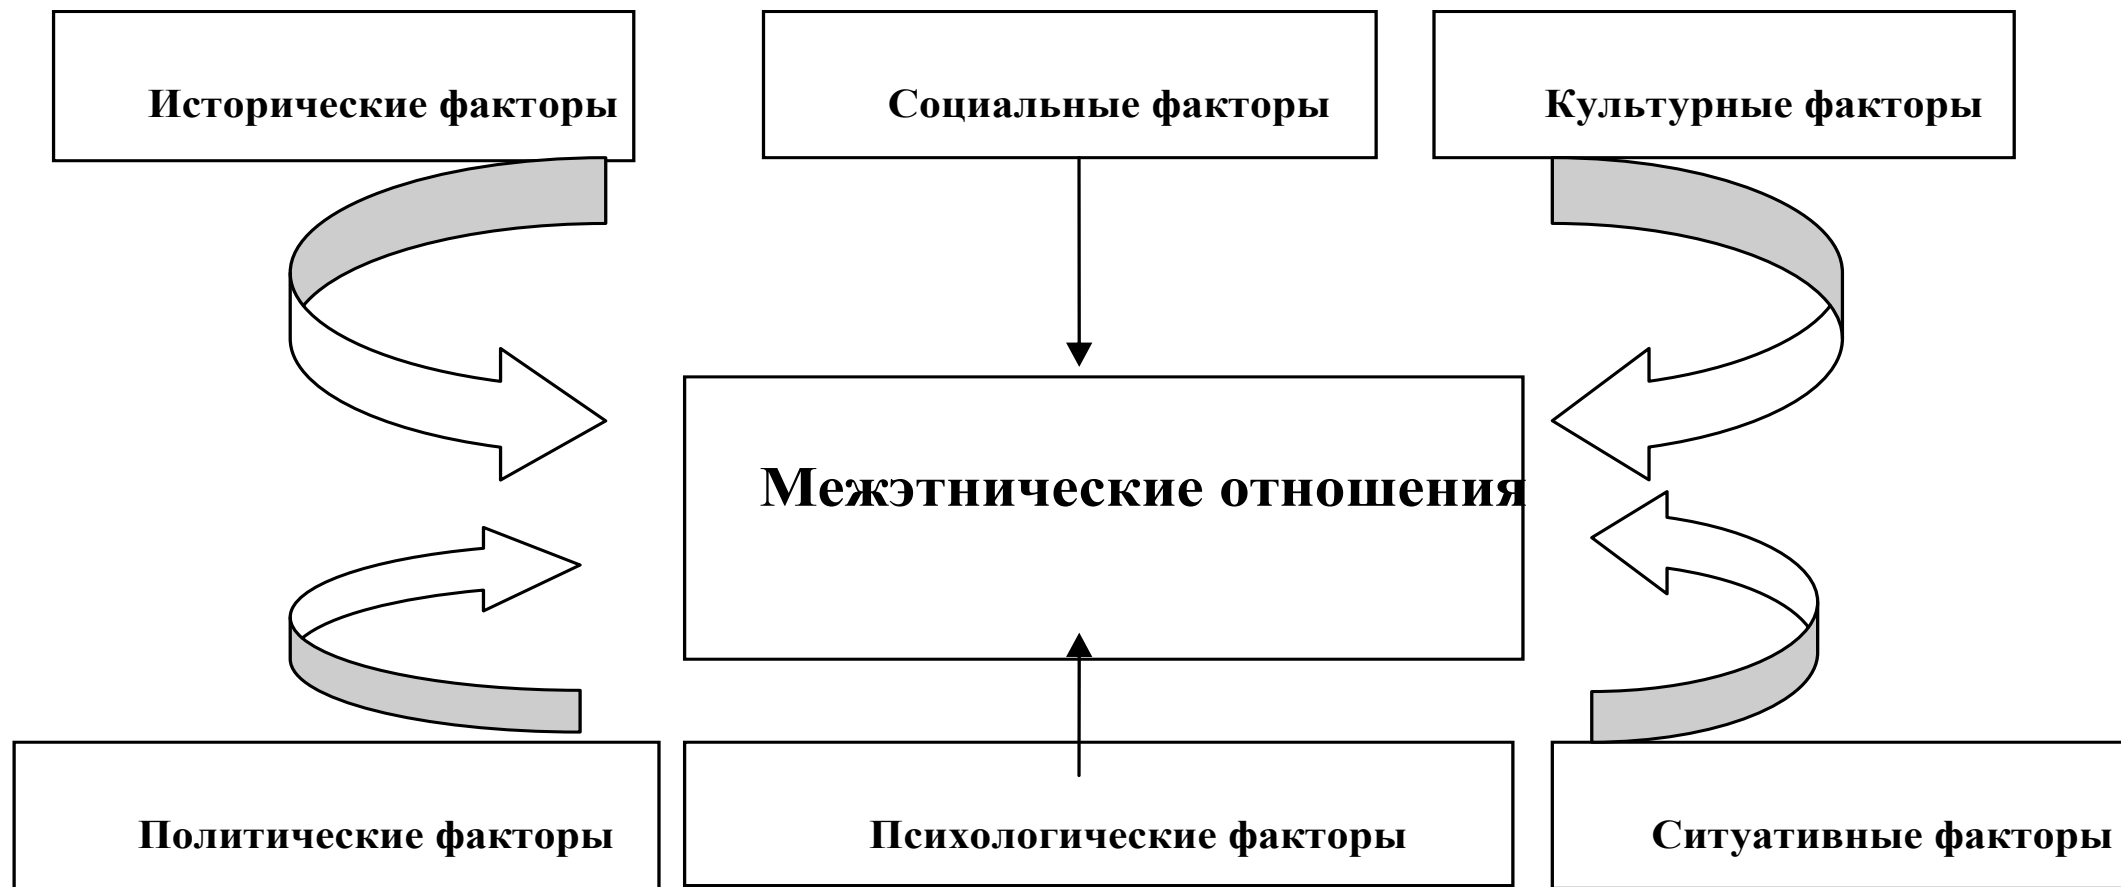 Исторические факторы
Социальные факторы
Культурные факторы
Межэтнические отношения
Политические факторы
Психологические факторы
Ситуативные факторы